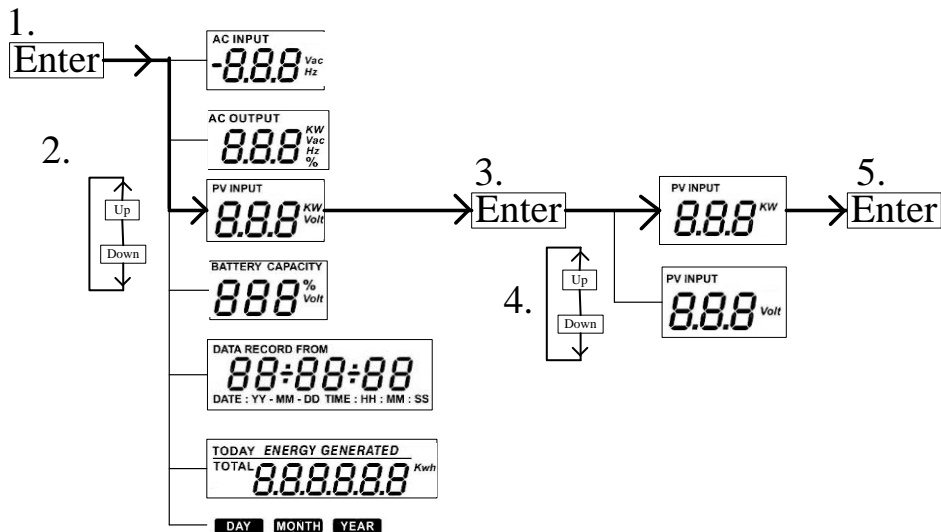 1.
Enter
AC INPUT
-8.8.8 Vac
Hz
AC OUTPUT
8.8.8 KW
Vac
Hz
%
2.
Up
Down
PV INPUT
8.8.8 KW
Volt
3.
Enter
PV INPUT
8.8.8 KW
5.
Enter
BATTERY CAPACITY
888 %
Volt
4.
Up
Down
PV INPUT
8.8.8 Volt
DATA RECORD FROM
88÷88÷88
DATE : YY - MM - DD TIME : HH : MM : SS
TODAY ENERGY GENERATED
TOTAL 8.8.8.8.8.8 Kwh
DAY MONTH YEAR